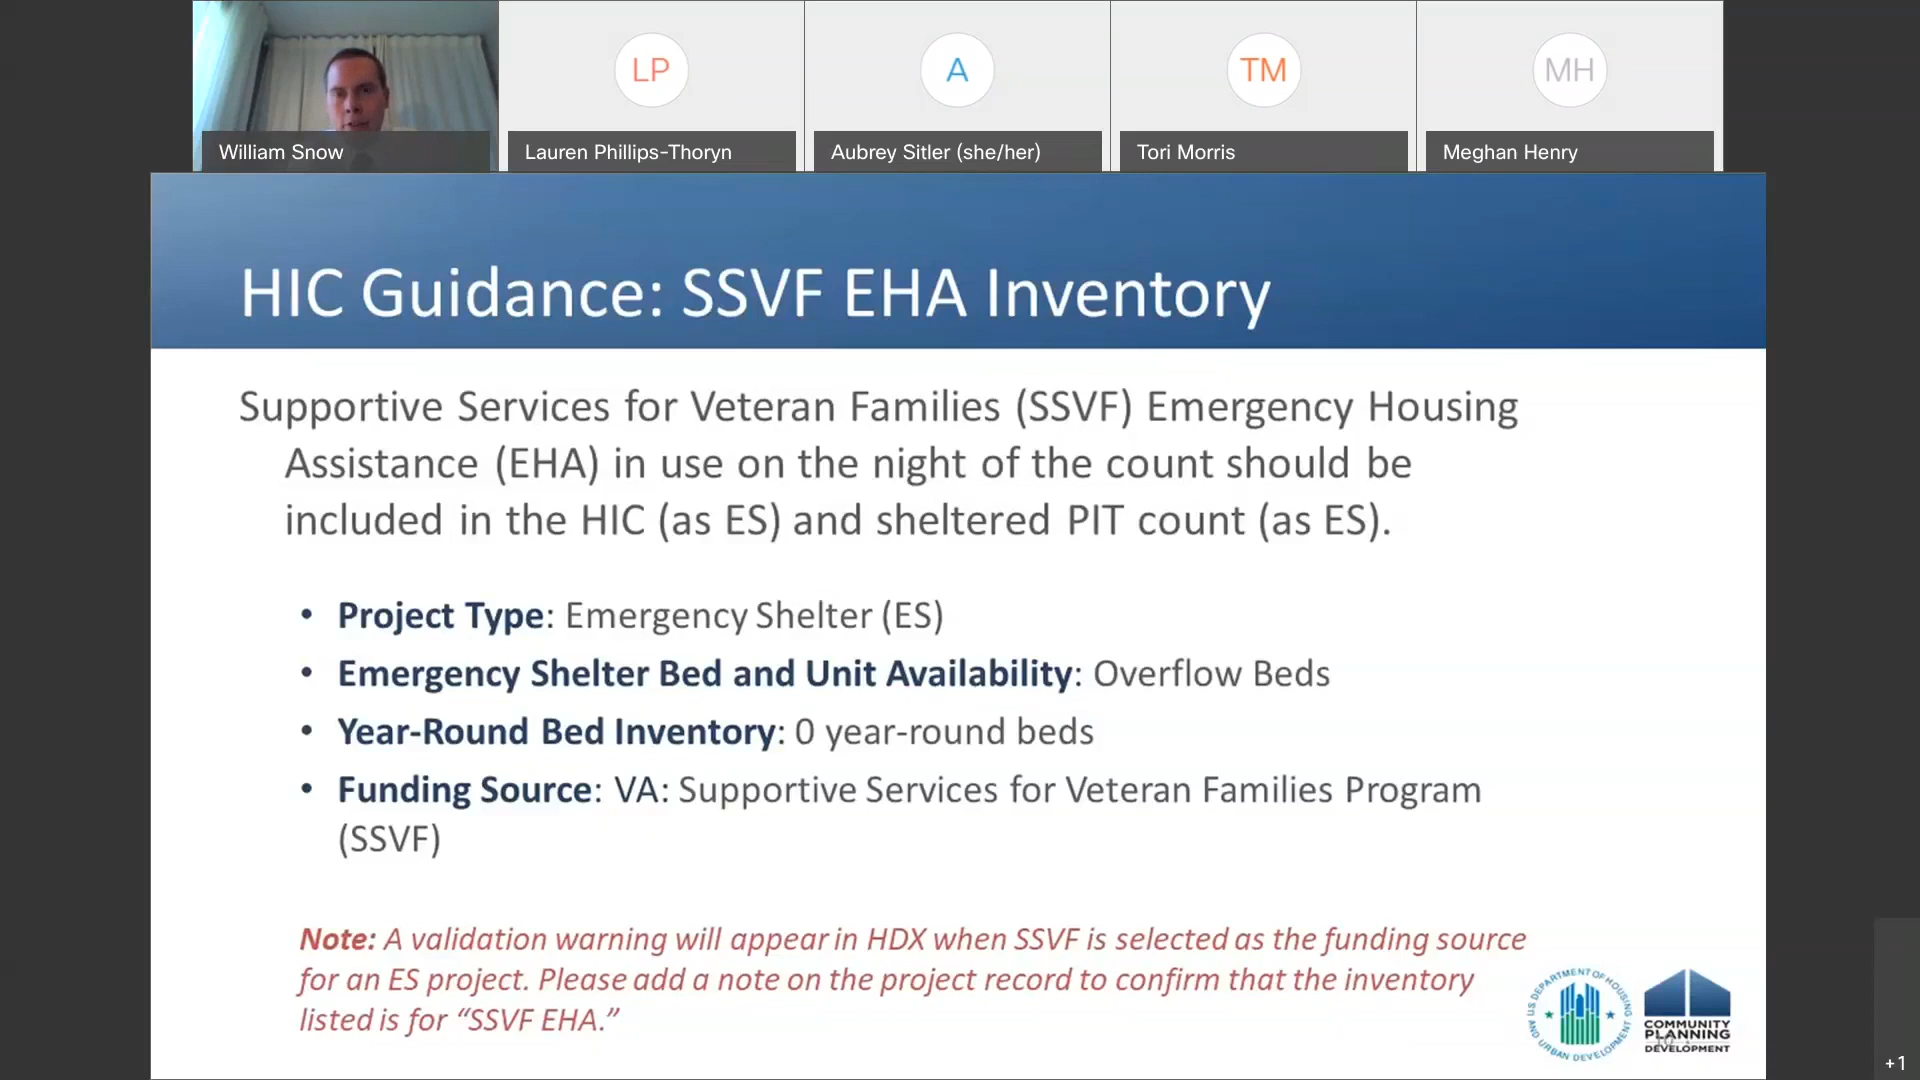 LP
A
TM
MH
William Snow
Lauren Phillips-Thoryn
Aubrey Sitler (she/her)
Tori Morris
Meghan Henry
HIC Guidance: SSVF EHA Inventory
Supportive Services for Veteran Families (SSVF) Emergency Housing
Assistance (EHA) in use on the night of the count should be
included in the HIC (as ES) and sheltered PIT count (as ES).
• Project Type: Emergency Shelter (ES)
• Emergency Shelter Bed and Unit Availability: Overflow Beds
• Year-Round Bed Inventory: 0 year-round beds
• Funding Source: VA: Supportive Services for Veteran Families Program
(SSVF)
Note: A validation warning will appear in HDX when SSVF is selected as the funding source
for an ES project. Please add a note on the project record to confirm that the inventory
listed is for “SSVF EHA.”
U.S. DEPARTMENT OF HOUSING
AND URBAN DEVELOPMENT
COMMUNITY
PLANNING
DEVELOPMENT
+1